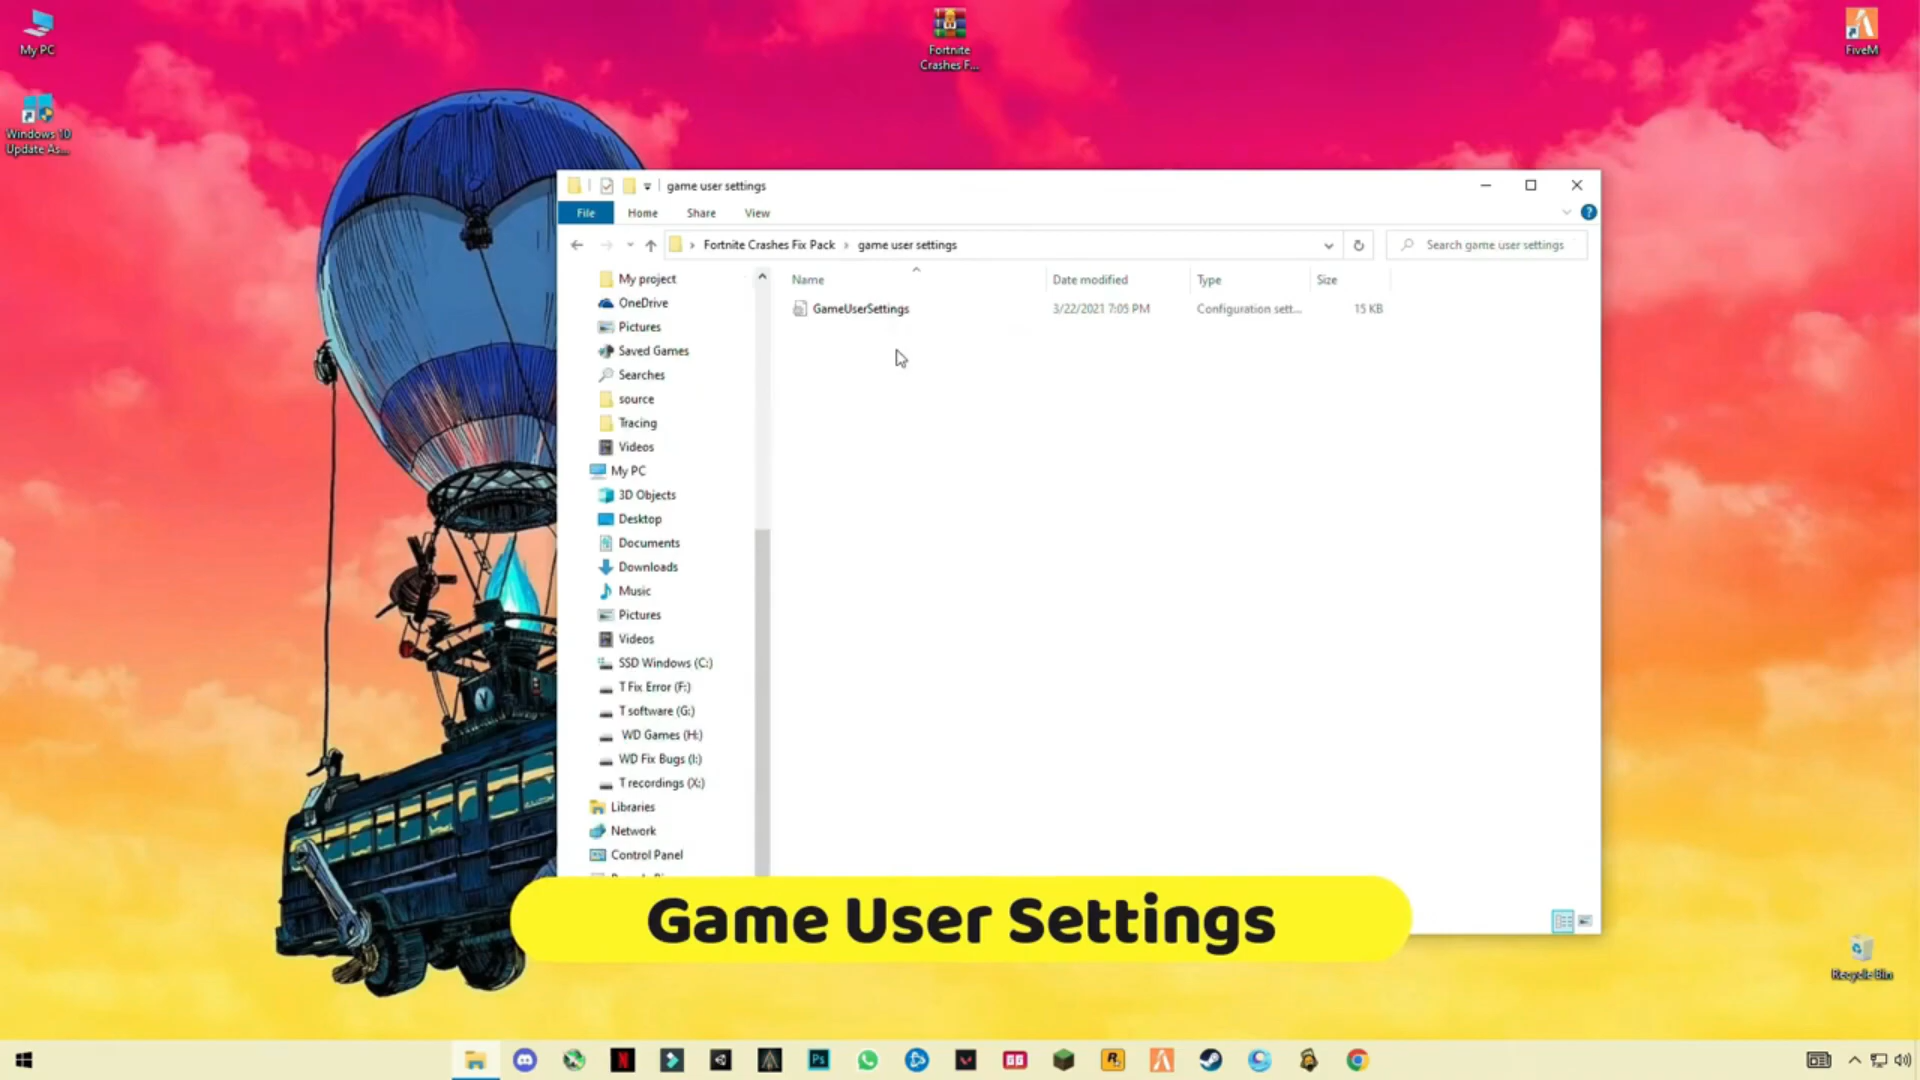 My PC
Fortnite
Crashes F...
FiveM
Windows 10
Update As...
game user settings
File
Home
Share
View
Fortnite Crashes Fix Pack
game user settings
Search game user settings
Name
Date modified
Type
Size
GameUserSettings
3/22/2021 7:05 PM
Configuration sett...
15 KB
My project
OneDrive
Pictures
Saved Games
Searches
source
Tracing
Videos
My PC
3D Objects
Desktop
Documents
Downloads
Music
Pictures
Videos
SSD Windows (C:)
T Fix Error (F:)
T software (G:)
WD Games (H:)
WD Fix Bugs (I:)
T recordings (X:)
Libraries
Network
Control Panel
Game User Settings
Recycle Bin